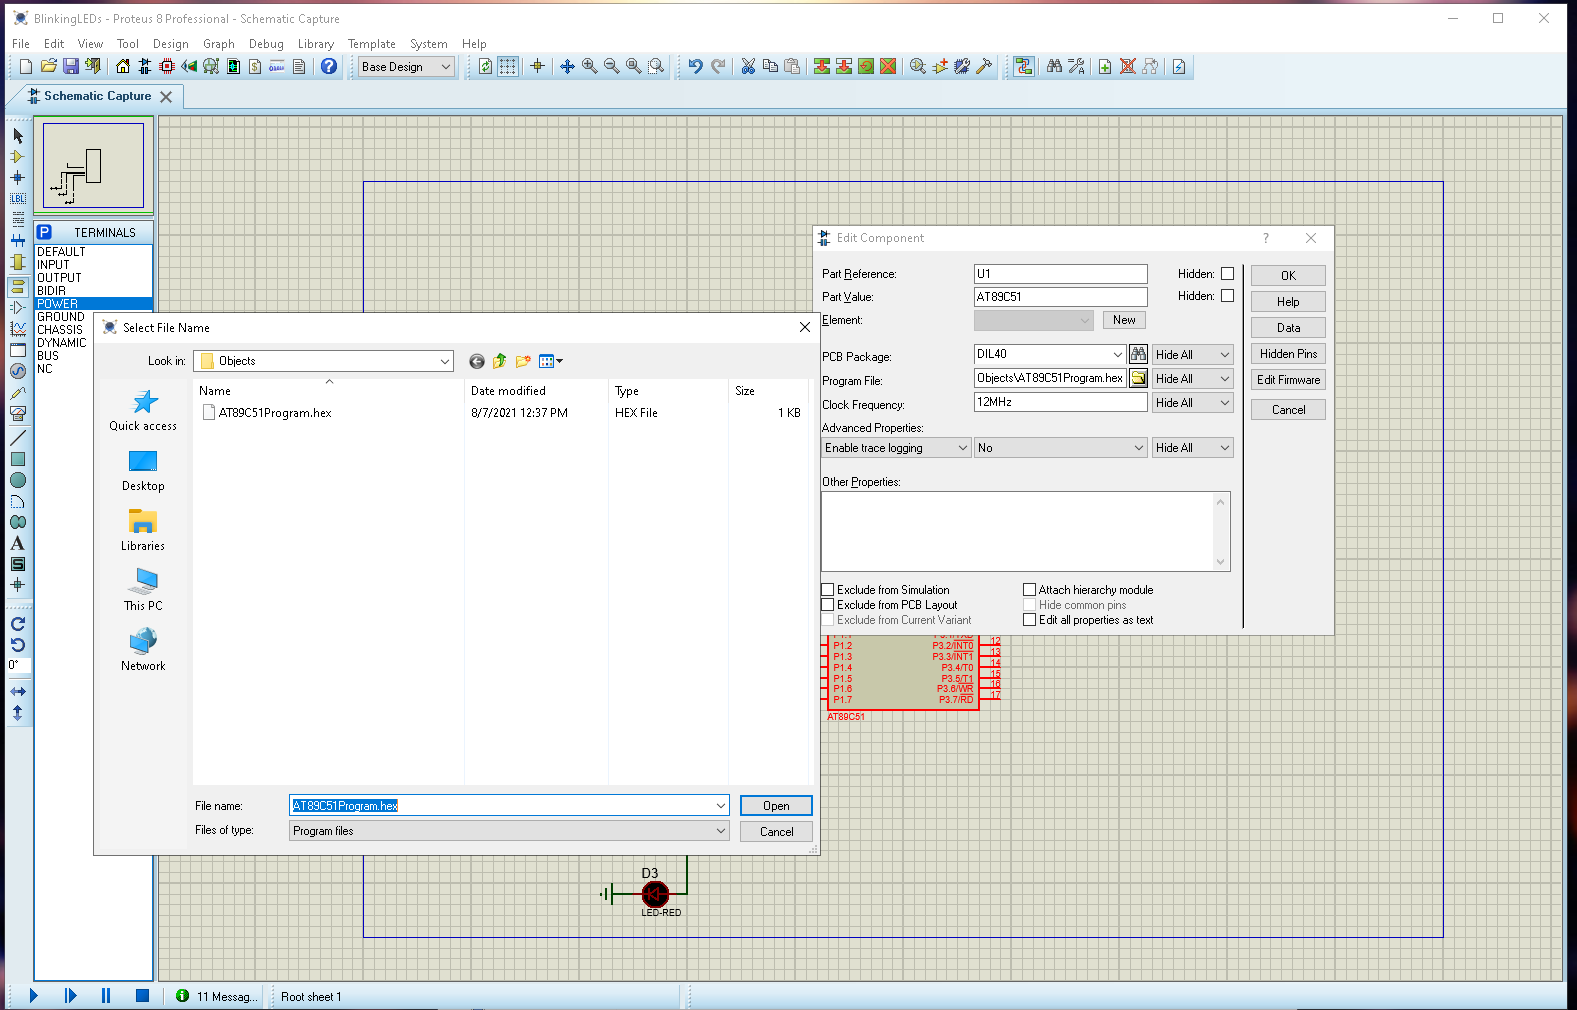 BlinkingLEDs - Proteus 8 Professional - Schematic Capture
File Edit View Tool Design Graph Debug Library Template System Help
Base Design
Schematic Capture
LBL
P TERMINALS
DEFAULT
INPUT
OUTPUT
BIDIR
POWER
GROUND
CHASSIS
DYNAMIC
BUS
NC
A
S
0°
Select File Name
Look in: Objects
Quick access
Desktop
Libraries
This PC
Network
Name Date modified Type Size
AT89C51Program.hex 8/7/2021 12:37 PM HEX File 1 KB
File name: AT89C51Program.hex Open
Files of type: Program files Cancel
Edit Component ?
Part Reference: U1 Hidden: OK
Part Value: AT89C51 Hidden: Help
Element: New Data
PCB Package: DIL40 Hide All Hidden Pins
Program File: Objects\AT89C51Program.hex Hide All Edit Firmware
Clock Frequency: 12MHz Hide All Cancel
Advanced Properties:
Enable trace logging No Hide All
Other Properties:
Exclude from Simulation Attach hierarchy module
Exclude from PCB Layout Hide common pins
Exclude from Current Variant Edit all properties as text
P1.2 P3.2/INT0 12
P1.3 P3.3/INT1 13
P1.4 P3.4/T0 14
P1.5 P3.5/T1 15
P1.6 P3.6/WR 16
P1.7 P3.7/RD 17
AT89C51
D3
LED-RED
11 Messag... Root sheet 1